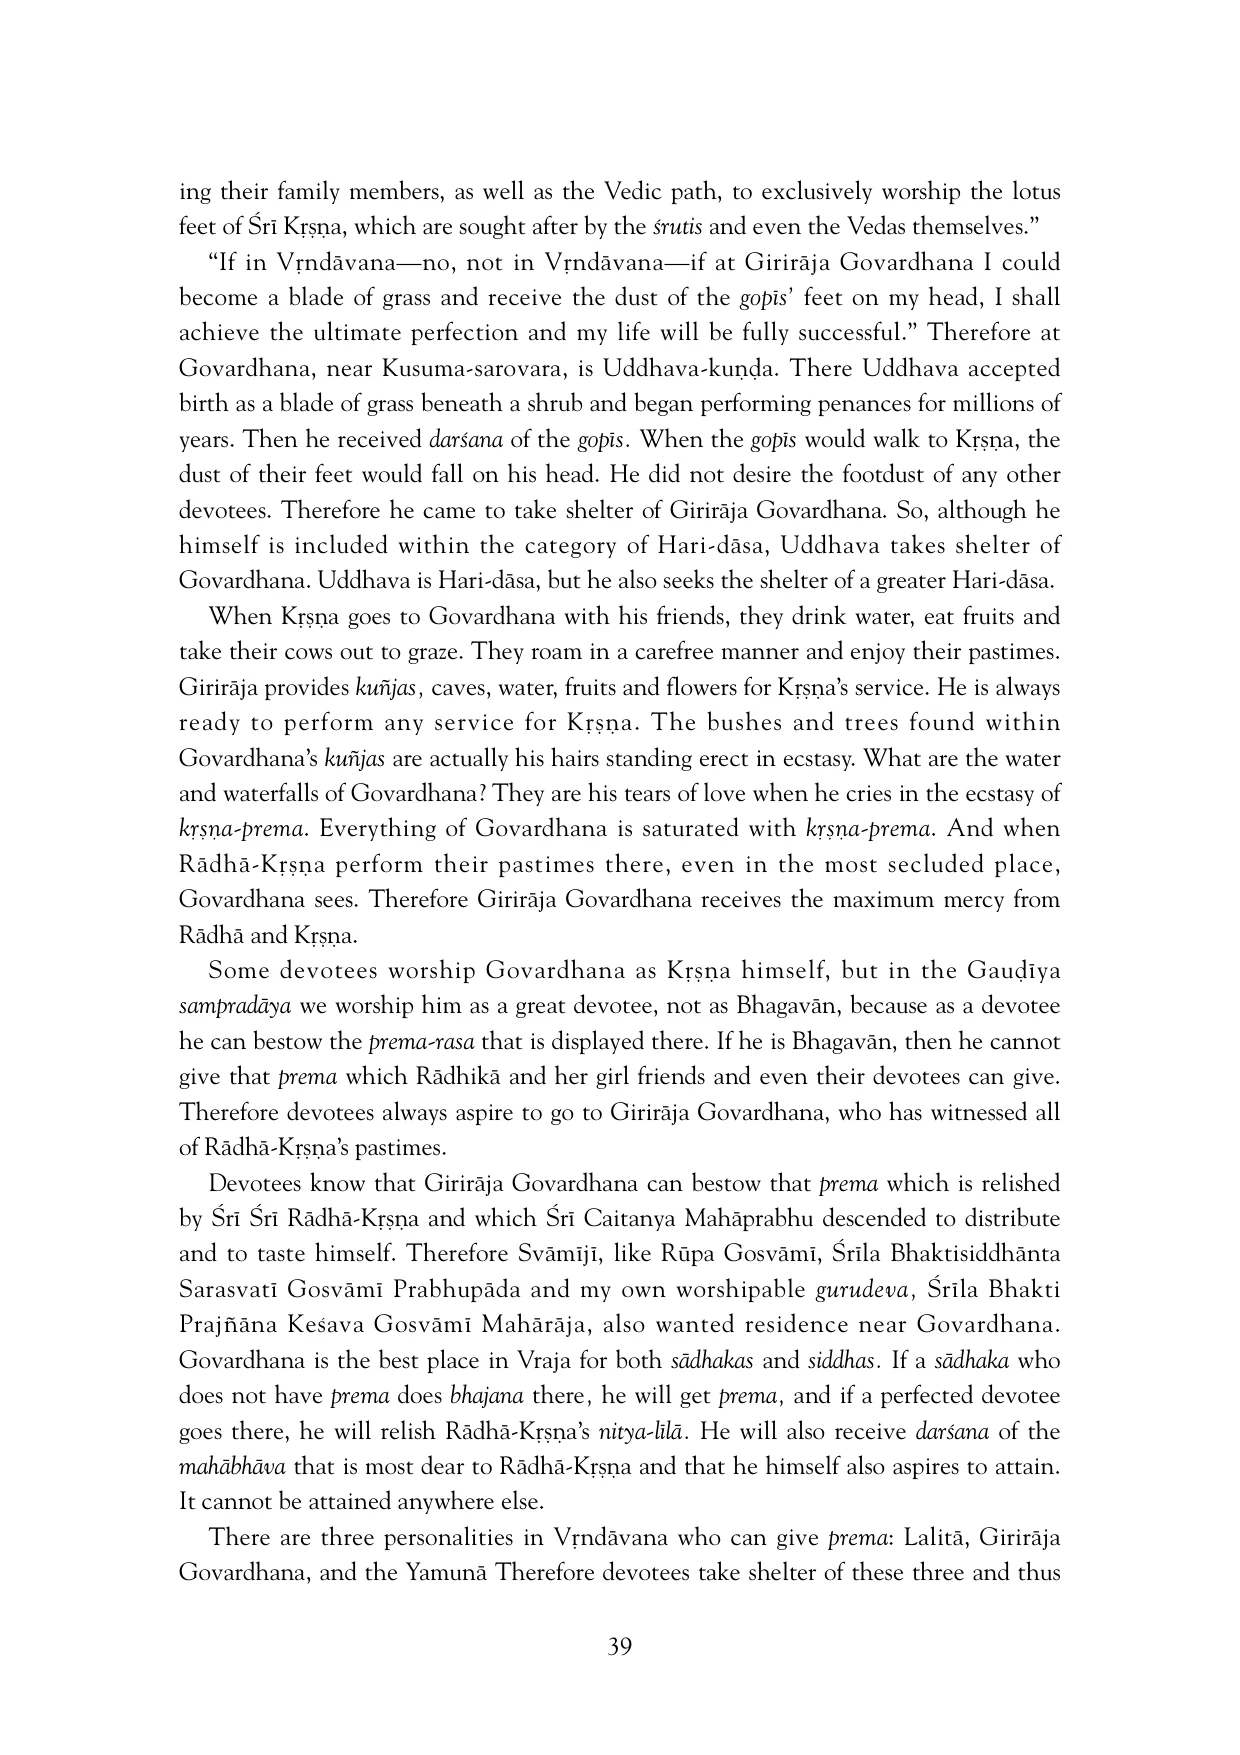 ing their family members, as well as the Vedic path, to exclusively worship the lotus
feet of Śrī Kṛṣṇa, which are sought after by the śrutis and even the Vedas themselves.”
“If in Vṛndāvana—no, not in Vṛndāvana—if at Girirāja Govardhana I could
become a blade of grass and receive the dust of the gopīs’ feet on my head, I shall
achieve the ultimate perfection and my life will be fully successful.” Therefore at
Govardhana, near Kusuma-sarovara, is Uddhava-kuṇḍa. There Uddhava accepted
birth as a blade of grass beneath a shrub and began performing penances for millions of
years. Then he received darśana of the gopīs. When the gopīs would walk to Kṛṣṇa, the
dust of their feet would fall on his head. He did not desire the footdust of any other
devotees. Therefore he came to take shelter of Girirāja Govardhana. So, although he
himself is included within the category of Hari-dāsa, Uddhava takes shelter of
Govardhana. Uddhava is Hari-dāsa, but he also seeks the shelter of a greater Hari-dāsa.
When Kṛṣṇa goes to Govardhana with his friends, they drink water, eat fruits and
take their cows out to graze. They roam in a carefree manner and enjoy their pastimes.
Girirāja provides kuñjas, caves, water, fruits and flowers for Kṛṣṇa’s service. He is always
ready to perform any service for Kṛṣṇa. The bushes and trees found within
Govardhana’s kuñjas are actually his hairs standing erect in ecstasy. What are the water
and waterfalls of Govardhana? They are his tears of love when he cries in the ecstasy of
kṛṣṇa-prema. Everything of Govardhana is saturated with kṛṣṇa-prema. And when
Rādhā-Kṛṣṇa perform their pastimes there, even in the most secluded place,
Govardhana sees. Therefore Girirāja Govardhana receives the maximum mercy from
Rādhā and Kṛṣṇa.
Some devotees worship Govardhana as Kṛṣṇa himself, but in the Gauḍīya
sampradāya we worship him as a great devotee, not as Bhagavān, because as a devotee
he can bestow the prema-rasa that is displayed there. If he is Bhagavān, then he cannot
give that prema which Rādhikā and her girl friends and even their devotees can give.
Therefore devotees always aspire to go to Girirāja Govardhana, who has witnessed all
of Rādhā-Kṛṣṇa’s pastimes.
Devotees know that Girirāja Govardhana can bestow that prema which is relished
by Śrī Śrī Rādhā-Kṛṣṇa and which Śrī Caitanya Mahāprabhu descended to distribute
and to taste himself. Therefore Svāmījī, like Rūpa Gosvāmī, Śrīla Bhaktisiddhānta
Sarasvatī Gosvāmī Prabhupāda and my own worshipable gurudeva, Śrīla Bhakti
Prajñāna Keśava Gosvāmī Mahārāja, also wanted residence near Govardhana.
Govardhana is the best place in Vraja for both sādhakas and siddhas. If a sādhaka who
does not have prema does bhajana there, he will get prema, and if a perfected devotee
goes there, he will relish Rādhā-Kṛṣṇa’s nitya-līlā. He will also receive darśana of the
mahābhāva that is most dear to Rādhā-Kṛṣṇa and that he himself also aspires to attain.
It cannot be attained anywhere else.
There are three personalities in Vṛndāvana who can give prema: Lalitā, Girirāja
Govardhana, and the Yamunā Therefore devotees take shelter of these three and thus
39